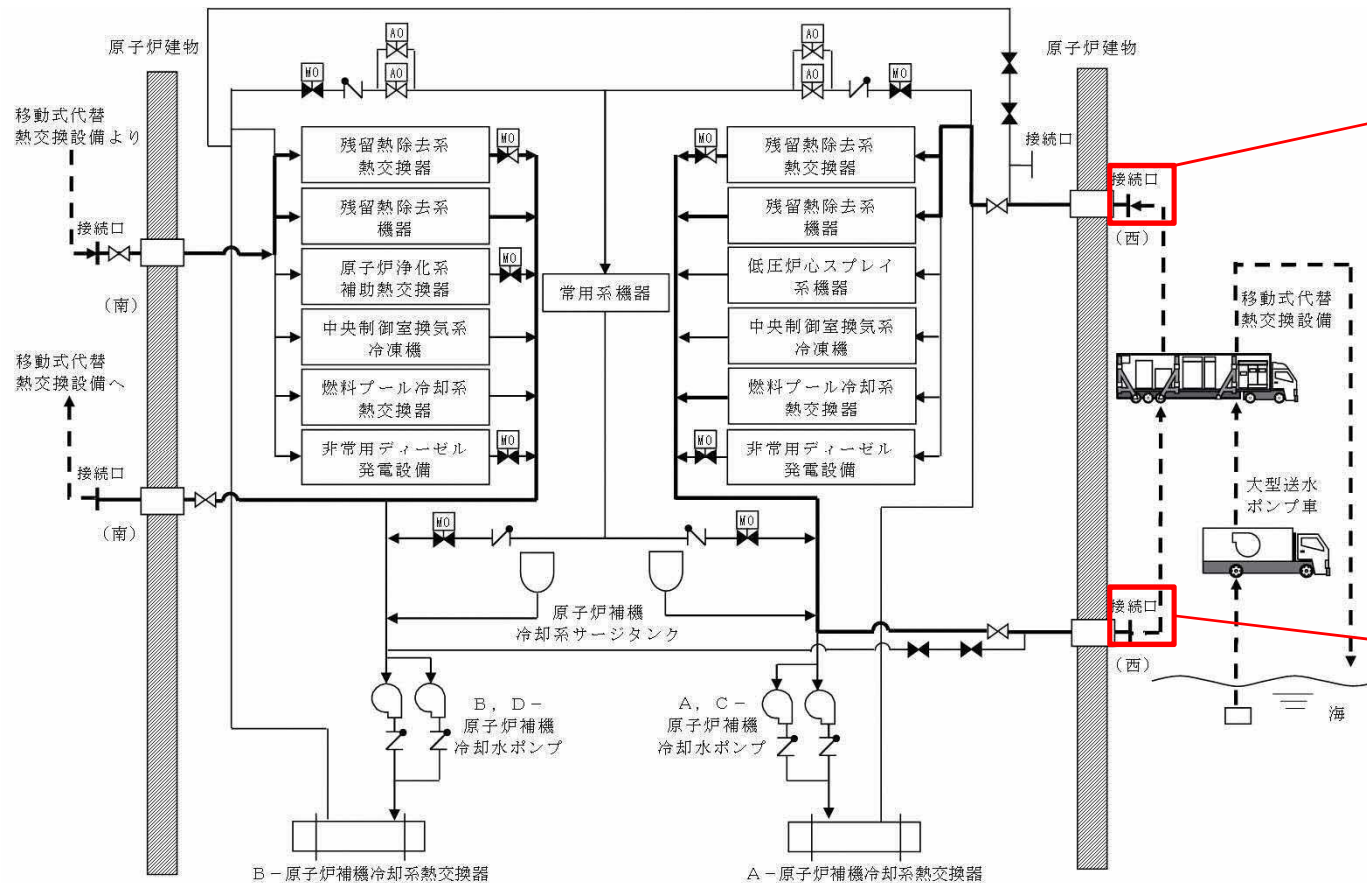 原子炉建物
原子炉建物
AO
AO
MO
AO
AO
MO
移動式代替
熱交換設備より
接続口
(南)
移動式代替
熱交換設備へ
接続口
(南)
残留熱除去系
熱交換器
MO
残留熱除去系
機器
原子炉浄化系
補助熱交換器
MO
中央制御室換気系
冷凍機
燃料プール冷却系
熱交換器
非常用ディーゼル
発電設備
MO
常用系機器
MO
残留熱除去系
熱交換器
残留熱除去系
機器
低圧炉心スプレイ
系機器
中央制御室換気系
冷凍機
燃料プール冷却系
熱交換器
MO
非常用ディーゼル
発電設備
接続口
接続口
(西)
移動式代替
熱交換設備
大型送水
ポンプ車
接続口
(西)
海
MO
MO
原子炉補機
冷却系サージタンク
B,D-
原子炉補機
冷却水ポンプ
A,C-
原子炉補機
冷却水ポンプ
B-原子炉補機冷却系熱交換器
A-原子炉補機冷却系熱交換器